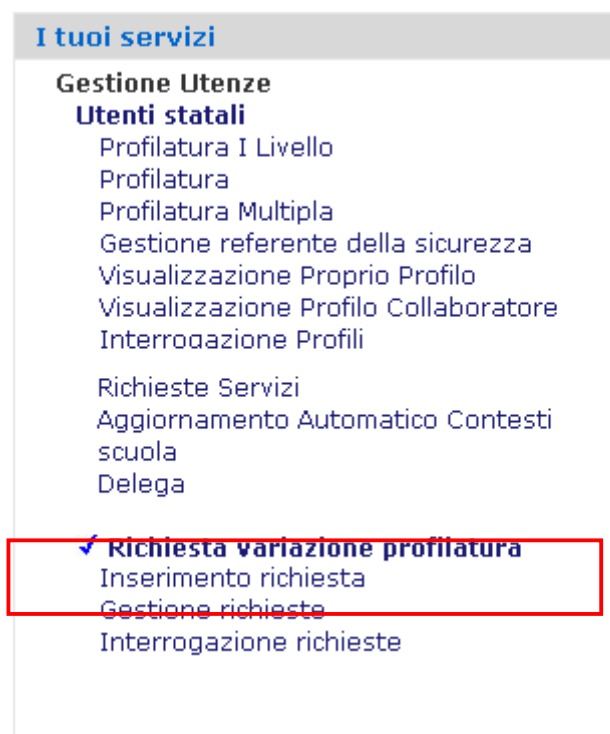 I tuoi servizi
Gestione Utenze
Utenti statali
Profilatura I Livello
Profilatura
Profilatura Multipla
Gestione referente della sicurezza
Visualizzazione Proprio Profilo
Visualizzazione Profilo Collaboratore
Interrogazione Profili
Richieste Servizi
Aggiornamento Automatico Contesti
scuola
Delega
Richiesta variazione profilatura
Inserimento richiesta
Gestione richieste
Interrogazione richieste